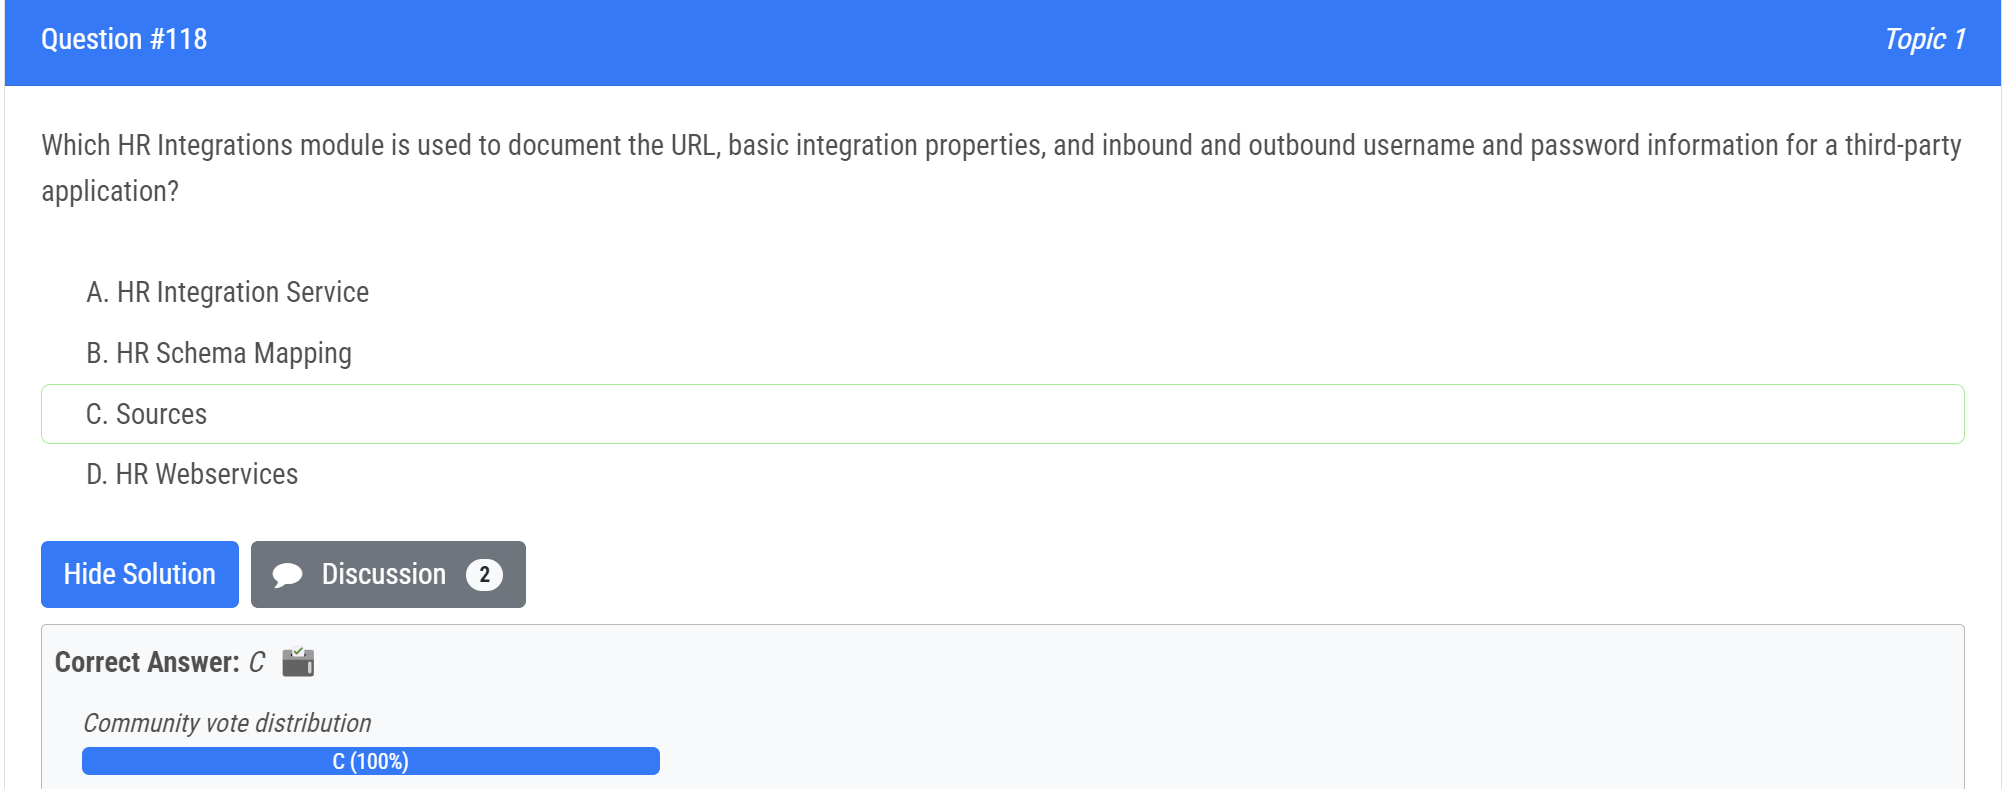 Question #118
Topic 1
Which HR Integrations module is used to document the URL, basic integration properties, and inbound and outbound username and password information for a third-party
application?
A. HR Integration Service
B. HR Schema Mapping
C. Sources
D. HR Webservices
Hide Solution
Discussion 2
Correct Answer: C
Community vote distribution
C (100%)